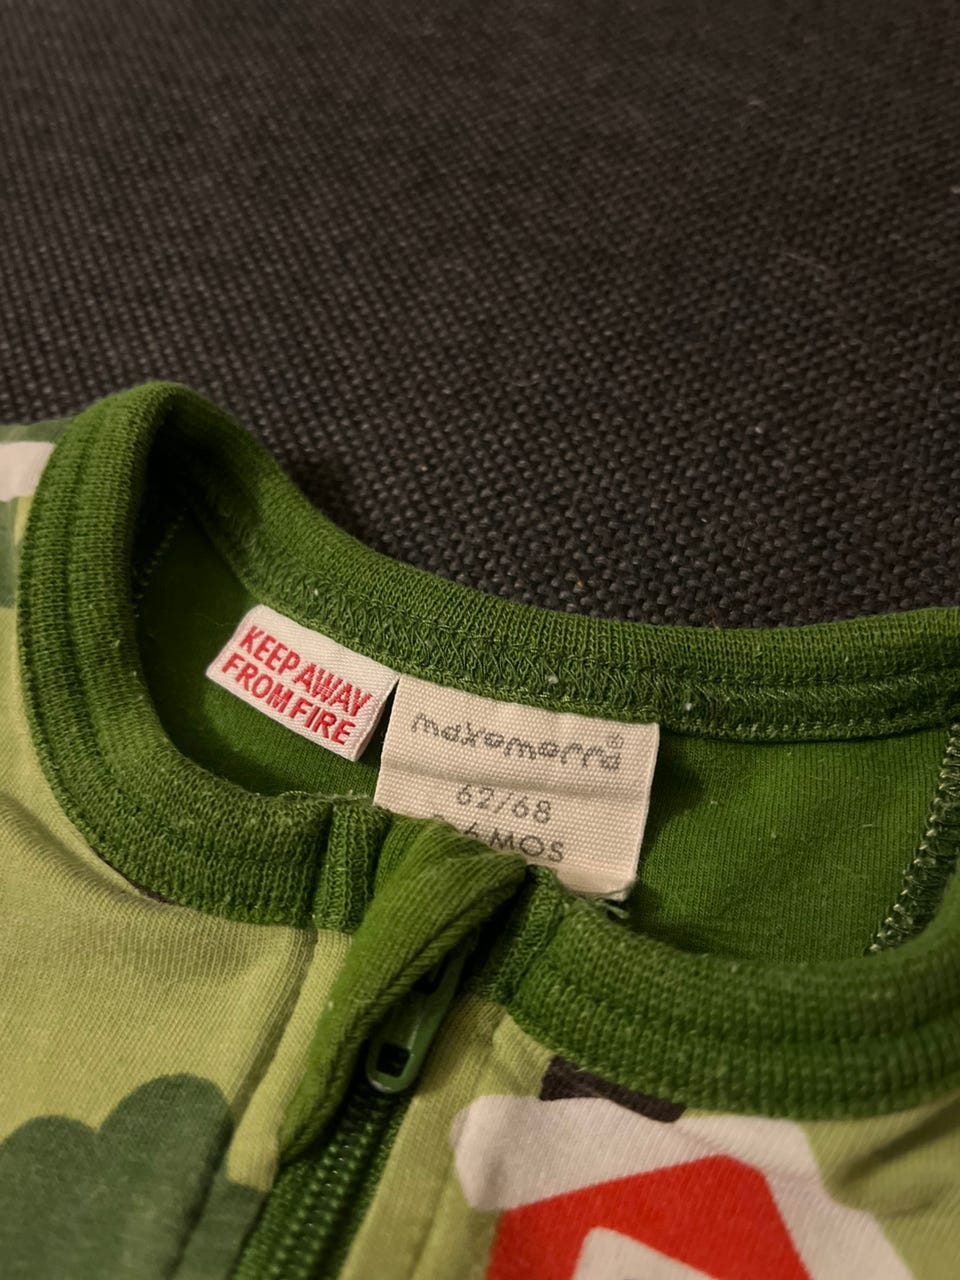 KEEP AWAY
FROM FIRE
maxomorra®
62/68
MOS